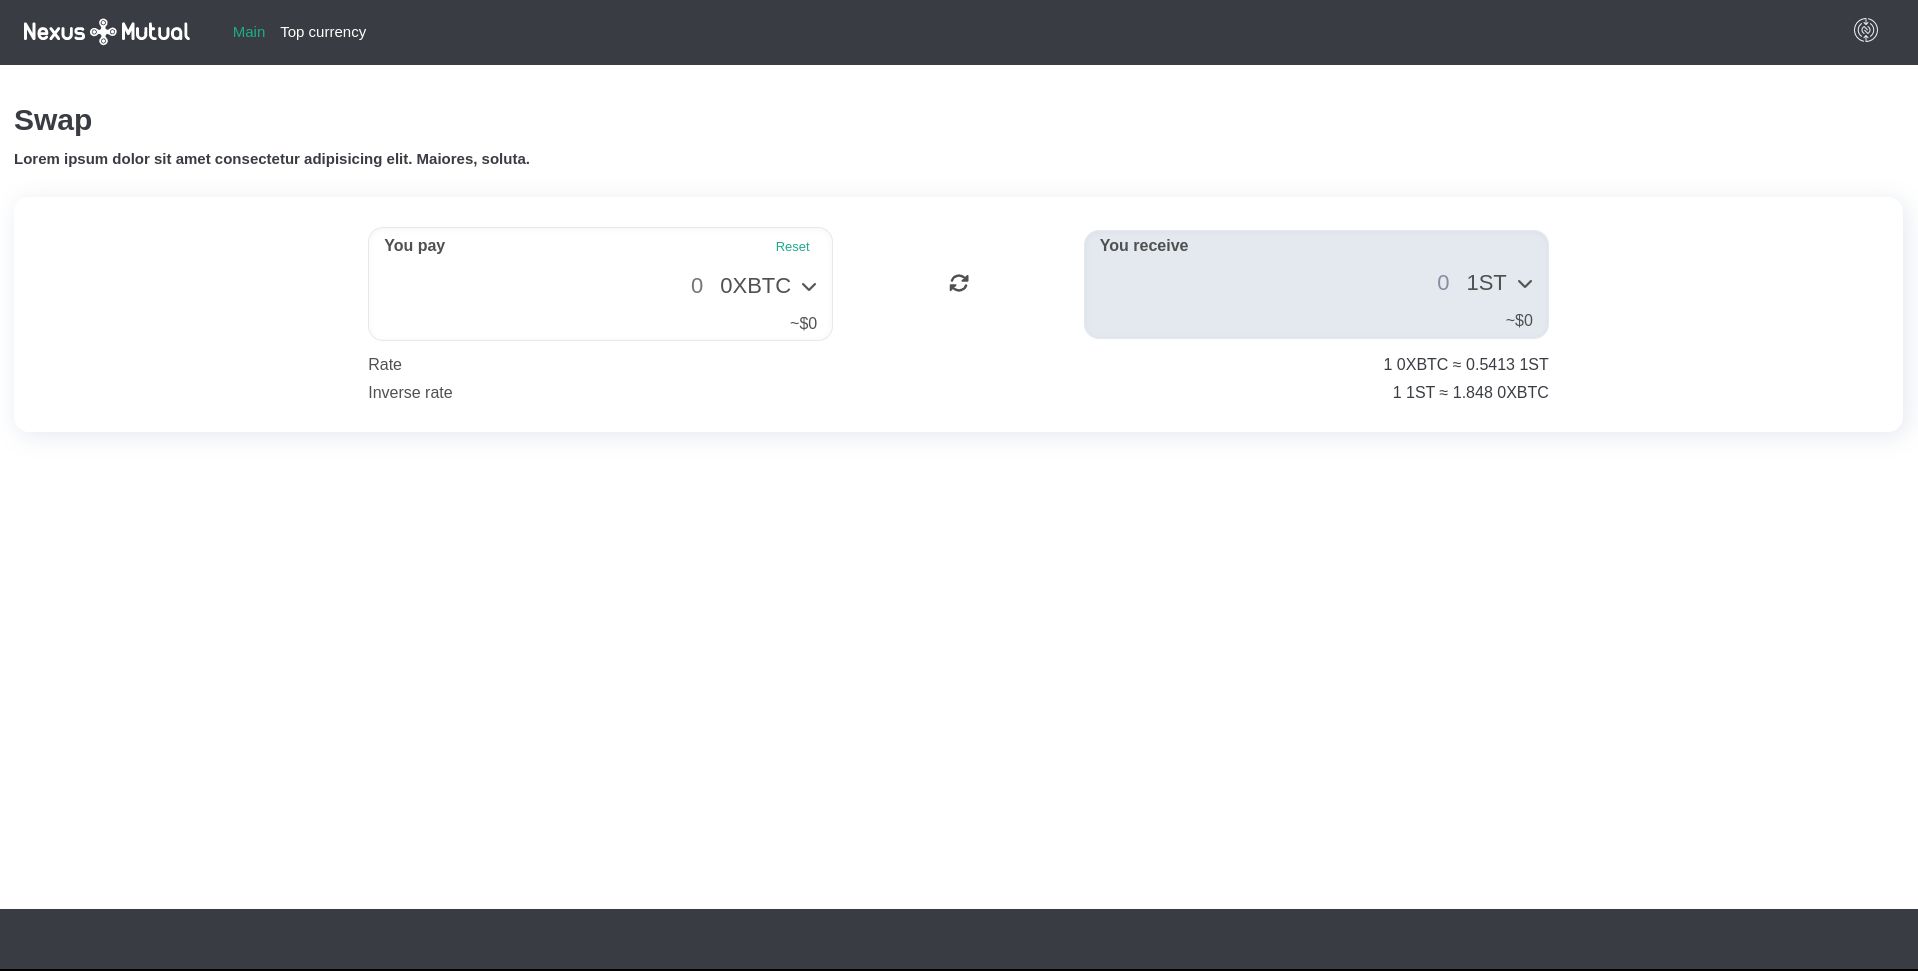 Nexus Mutual
Main Top currency
Swap
Lorem ipsum dolor sit amet consectetur adipisicing elit. Maiores, soluta.
You pay Reset
0 0XBTC
~$0
You receive
0 1ST
~$0
Rate 1 0XBTC ≈ 0.5413 1ST
Inverse rate 1 1ST ≈ 1.848 0XBTC